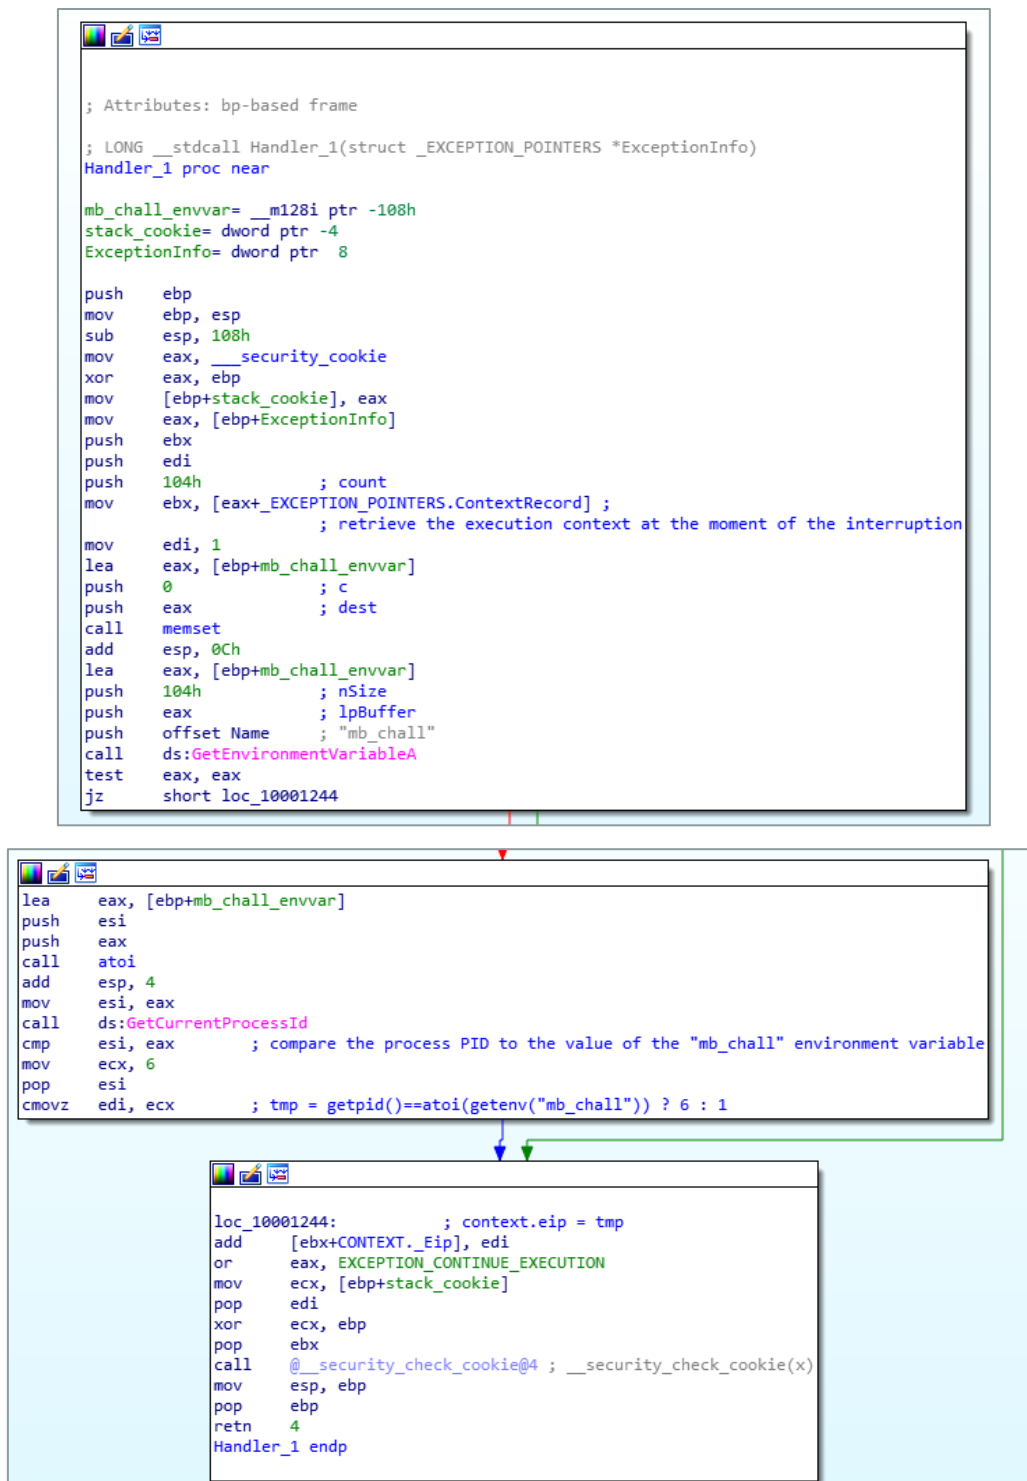 ; Attributes: bp-based frame
; LONG __stdcall Handler_1(struct _EXCEPTION_POINTERS *ExceptionInfo)
Handler_1 proc near
mb_chall_envvar= __m128i ptr -108h
stack_cookie= dword ptr -4
ExceptionInfo= dword ptr  8
push    ebp
mov     ebp, esp
sub     esp, 108h
mov     eax, ___security_cookie
xor     eax, ebp
mov     [ebp+stack_cookie], eax
mov     eax, [ebp+ExceptionInfo]
push    ebx
push    edi
push    104h            ; count
mov     ebx, [eax+_EXCEPTION_POINTERS.ContextRecord] ;
; retrieve the execution context at the moment of the interruption
mov     edi, 1
lea     eax, [ebp+mb_chall_envvar]
push    0               ; c
push    eax             ; dest
call    memset
add     esp, 0Ch
lea     eax, [ebp+mb_chall_envvar]
push    104h            ; nSize
push    eax             ; lpBuffer
push    offset Name     ; "mb_chall"
call    ds:GetEnvironmentVariableA
test    eax, eax
jz      short loc_10001244
lea     eax, [ebp+mb_chall_envvar]
push    esi
push    eax
call    atoi
add     esp, 4
mov     esi, eax
call    ds:GetCurrentProcessId
cmp     esi, eax        ; compare the process PID to the value of the "mb_chall" environment variable
mov     ecx, 6
pop     esi
cmovz   edi, ecx        ; tmp = getpid()==atoi(getenv("mb_chall")) ? 6 : 1
loc_10001244:             ; context.eip = tmp
add     [ebx+CONTEXT._Eip], edi
or      eax, EXCEPTION_CONTINUE_EXECUTION
mov     ecx, [ebp+stack_cookie]
pop     edi
xor     ecx, ebp
pop     ebx
call    @__security_check_cookie@4 ; __security_check_cookie(x)
mov     esp, ebp
pop     ebp
retn    4
Handler_1 endp